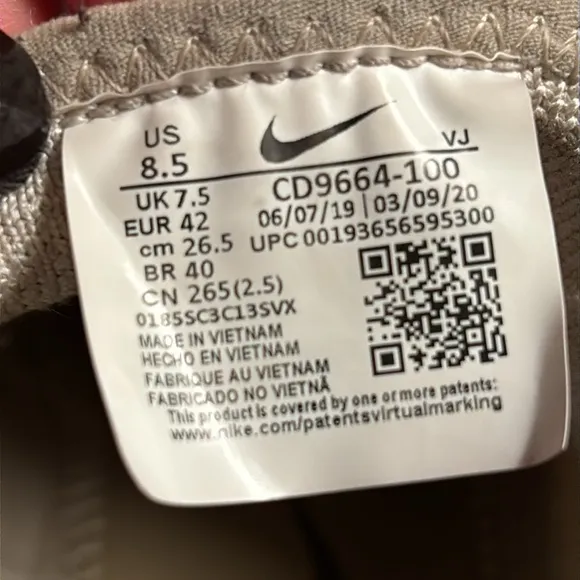 US
8.5
VJ
UK 7.5
CD9664-100
EUR 42
06/07/19 | 03/09/20
cm 26.5
UPC 00193656595300
BR 40
CN 265(2.5)
0185SC3C13SVX
MADE IN VIETNAM
HECHO EN VIETNAM
FABRIQUE AU VIETNAM
FABRICADO NO VIETNÃ
This product is covered by one or more patents:
www.nike.com/patentsvirtualmarking